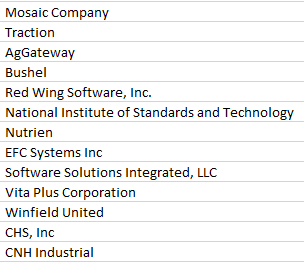 Mosaic Company
Traction
AgGateway
Bushel
Red Wing Software, Inc.
National Institute of Standards and Technology
Nutrien
EFC Systems Inc
Software Solutions Integrated, LLC
Vita Plus Corporation
Winfield United
CHS, Inc
CNH Industrial